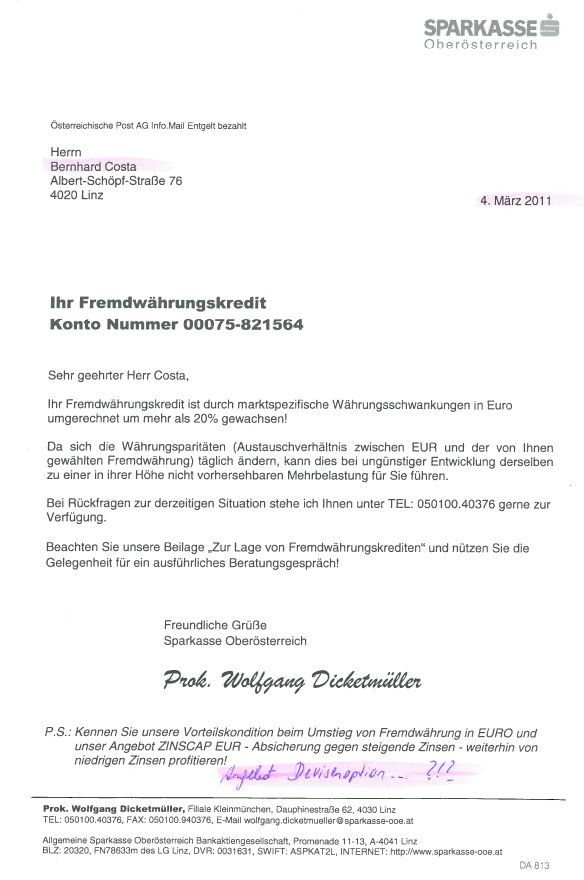 SPARKASSE
Oberösterreich
Österreichische Post AG Info.Mail Entgelt bezahlt
Herrn
Bernhard Costa
Albert-Schöpf-Straße 76
4020 Linz
4. März 2011
Ihr Fremdwährungskredit
Konto Nummer 00075-821564
Sehr geehrter Herr Costa,
Ihr Fremdwährungskredit ist durch marktspezifische Währungsschwankungen in Euro
umgerechnet um mehr als 20% gewachsen!
Da sich die Währungsparitäten (Austauschverhältnis zwischen EUR und der von Ihnen
gewählten Fremdwährung) täglich ändern, kann dies bei ungünstiger Entwicklung derselben
zu einer in ihrer Höhe nicht vorhersehbaren Mehrbelastung für Sie führen.
Bei Rückfragen zur derzeitigen Situation stehe ich Ihnen unter TEL: 050100.40376 gerne zur
Verfügung.
Beachten Sie unsere Beilage „Zur Lage von Fremdwährungskrediten“ und nützen Sie die
Gelegenheit für ein ausführliches Beratungsgespräch!
Freundliche Grüße
Sparkasse Oberösterreich
Prok. Wolfgang Dicketmüller
P.S.: Kennen Sie unsere Vorteilskondition beim Umstieg von Fremdwährung in EURO und
unser Angebot ZINSCAP EUR - Absicherung gegen steigende Zinsen - weiterhin von
niedrigen Zinsen profitieren!
Angebot Devisenoption... ?!?
Prok. Wolfgang Dicketmüller, Filiale Kleinmünchen, Dauphinestraße 62, 4030 Linz
TEL: 050100.40376, FAX: 050100.940376, E-Mail wolfgang.dicketmueller@sparkasse-ooe.at
Allgemeine Sparkasse Oberösterreich Bankaktiengesellschaft, Promenade 11-13, A-4041 Linz
BLZ: 20320, FN78633m des LG Linz, DVR: 0031631, SWIFT: ASPKAT2L, INTERNET: http://www.sparkasse-ooe.at
DA 813